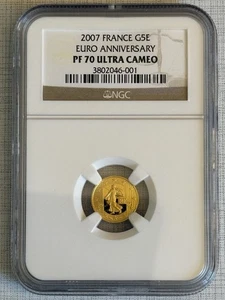 2007 FRANCE G5E
EURO ANNIVERSARY
PF 70 ULTRA CAMEO
3802046-001
NGC